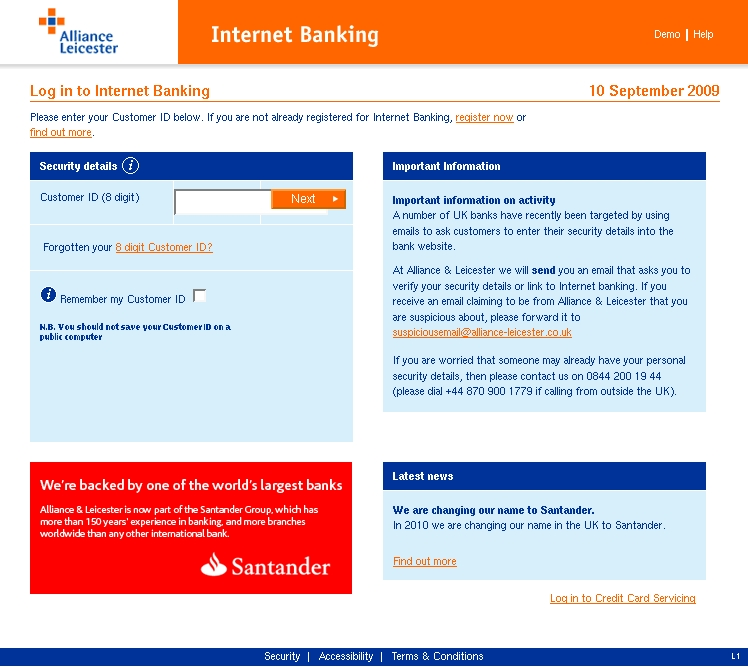 Alliance
Leicester
Internet Banking
Demo | Help
Log in to Internet Banking
10 September 2009
Please enter your Customer ID below. If you are not already registered for Internet Banking, register now or
find out more.
Security details i
Customer ID (8 digit)
Next
Forgotten your 8 digit Customer ID?
i Remember my Customer ID
N.B. You should not save your Customer ID on a
public computer
Important Information
Important information on activity
A number of UK banks have recently been targeted by using
emails to ask customers to enter their security details into the
bank website.
At Alliance & Leicester we will send you an email that asks you to
verify your security details or link to Internet banking. If you
receive an email claiming to be from Alliance & Leicester that you
are suspicious about, please forward it to
suspiciousemail@alliance-leicester.co.uk
If you are worried that someone may already have your personal
security details, then please contact us on 0844 200 19 44
(please dial +44 870 900 1779 if calling from outside the UK).
We're backed by one of the world's largest banks
Alliance & Leicester is now part of the Santander Group, which has
more than 150 years' experience in banking, and more branches
worldwide than any other international bank.
Santander
Latest news
We are changing our name to Santander.
In 2010 we are changing our name in the UK to Santander.
Find out more
Log in to Credit Card Servicing
Security | Accessibility | Terms & Conditions
L1